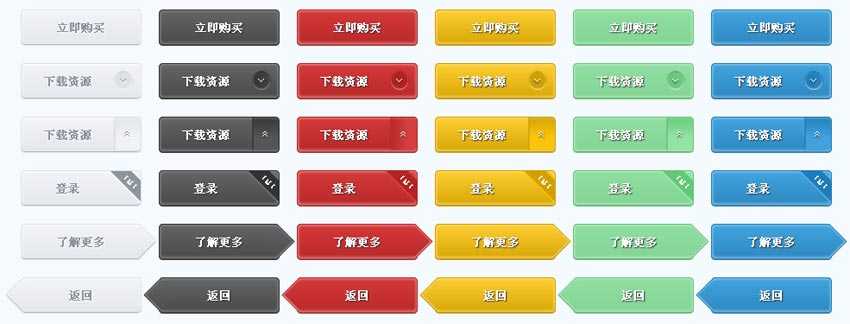 立即购买 立即购买 立即购买 立即购买 立即购买 立即购买
下载资源 下载资源 下载资源 下载资源 下载资源 下载资源
下载资源 下载资源 下载资源 下载资源 下载资源 下载资源
登录 登录 登录 登录 登录 登录
了解更多 了解更多 了解更多 了解更多 了解更多 了解更多
返回 返回 返回 返回 返回 返回